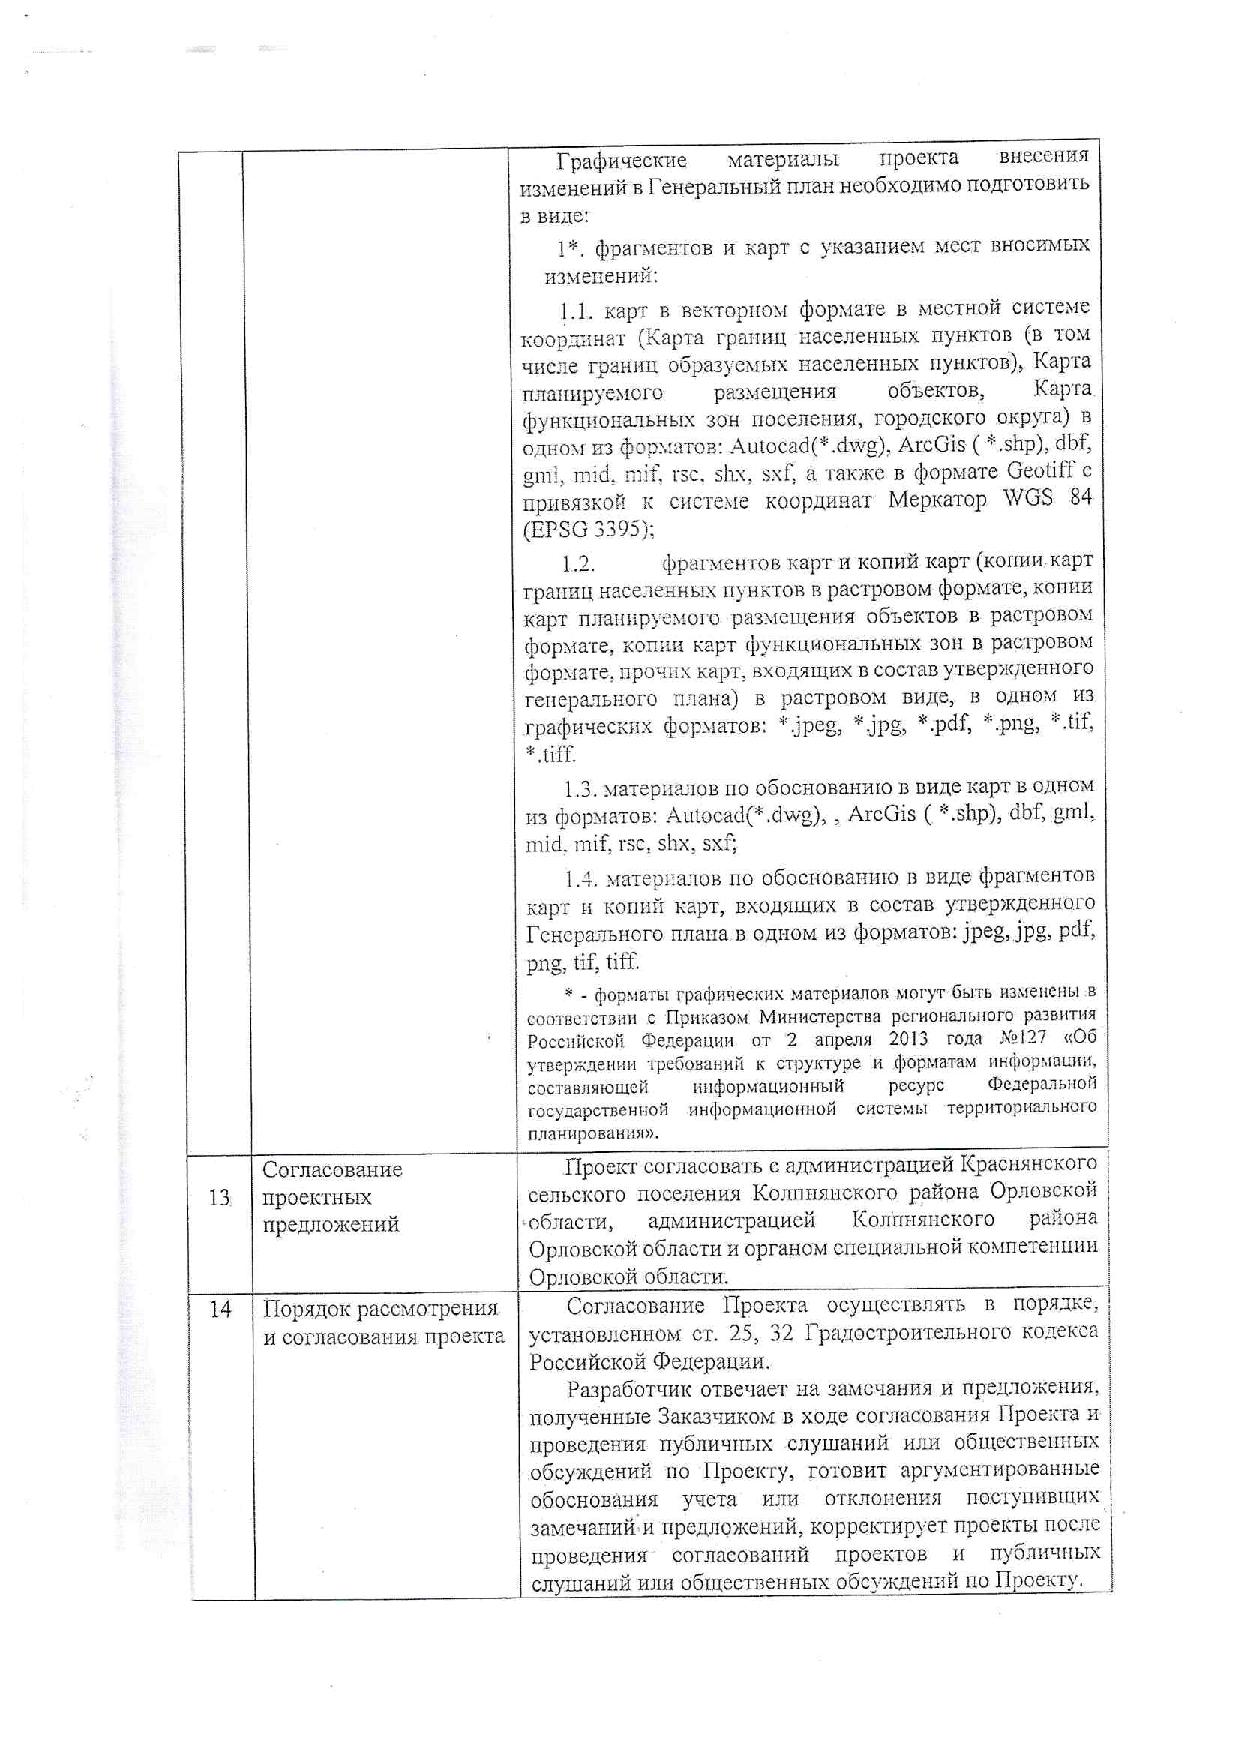 Графические материалы проекта внесения
изменений в Генеральный план необходимо подготовить
в виде:
1*. фрагментов и карт с указанием мест вносимых
изменений:
1.1. карт в векторном формате в местной системе
координат (Карта границ населенных пунктов (в том
числе границ образуемых населенных пунктов), Карта
планируемого размещения объектов, Карта
функциональных зон поселения, городского округа) в
одном из форматов: Autocad(*.dwg), ArcGis ( *.shp), dbf,
gml, mid, mif, rsc, shx, sxf, а также в формате Geotiff с
привязкой к системе координат Меркатор WGS 84
(EPSG 3395);
1.2. фрагментов карт и копий карт (копии карт
границ населенных пунктов в растровом формате, копии
карт планируемого размещения объектов в растровом
формате, копии карт функциональных зон в растровом
формате, прочих карт, входящих в состав утвержденного
генерального плана) в растровом виде, в одном из
графических форматов: *.jpeg, *.jpg, *.pdf, *.png, *.tif,
*.tiff.
1.3. материалов по обоснованию в виде карт в одном
из форматов: Autocad(*.dwg), , ArcGis ( *.shp), dbf, gml,
mid, mif, rsc, shx, sxf;
1.4. материалов по обоснованию в виде фрагментов
карт и копий карт, входящих в состав утвержденного
Генерального плана в одном из форматов: jpeg, jpg, pdf,
png, tif, tiff.
* - форматы графических материалов могут быть изменены в
соответствии с Приказом Министерства регионального развития
Российской Федерации от 2 апреля 2013 года №127 «Об
утверждении требований к структуре и форматам информации,
составляющей информационный ресурс Федеральной
государственной информационной системы территориального
планирования».
13
Согласование
проектных
предложений
Проект согласовать с администрацией Краснянского
сельского поселения Колпнянского района Орловской
области, администрацией Колпнянского района
Орловской области и органом специальной компетенции
Орловской области.
14
Порядок рассмотрения
и согласования проекта
Согласование Проекта осуществлять в порядке,
установленном ст. 25, 32 Градостроительного кодекса
Российской Федерации.
Разработчик отвечает на замечания и предложения,
полученные Заказчиком в ходе согласования Проекта и
проведения публичных слушаний или общественных
обсуждений по Проекту, готовит аргументированные
обоснования учета или отклонения поступивших
замечаний и предложений, корректирует проекты после
проведения согласований проектов и публичных
слушаний или общественных обсуждений по Проекту.